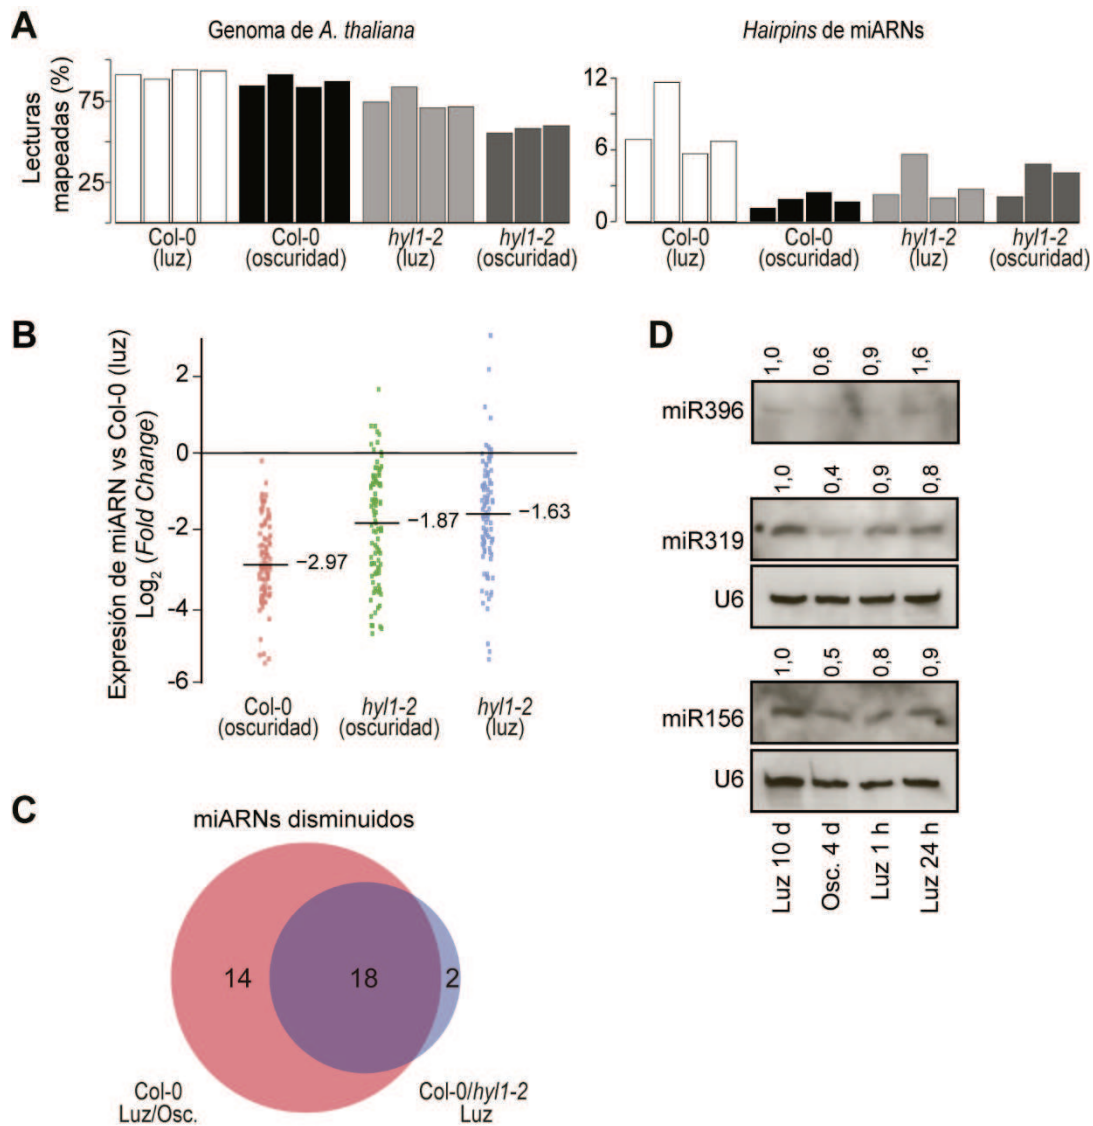 A
Genoma de A. thaliana
Hairpins de miARNs
Lecturas
mapeadas (%)
75
25
12
6
0
Col-0
(luz)
Col-0
(oscuridad)
hyl1-2
(luz)
hyl1-2
(oscuridad)
Col-0
(luz)
Col-0
(oscuridad)
hyl1-2
(luz)
hyl1-2
(oscuridad)
B
Expresión de miARN vs Col-0 (luz)
Log2 (Fold Change)
2
0
-2
-4
-6
−2.97
−1.87
−1.63
Col-0
(oscuridad)
hyl1-2
(oscuridad)
hyl1-2
(luz)
C
miARNs disminuidos
14
18
2
Col-0
Luz/Osc.
Col-0/hyl1-2
Luz
D
1,0
0,6
0,9
1,6
miR396
1,0
0,4
0,9
0,8
miR319
U6
1,0
0,5
0,8
0,9
miR156
U6
Luz 10 d
Osc. 4 d
Luz 1 h
Luz 24 h